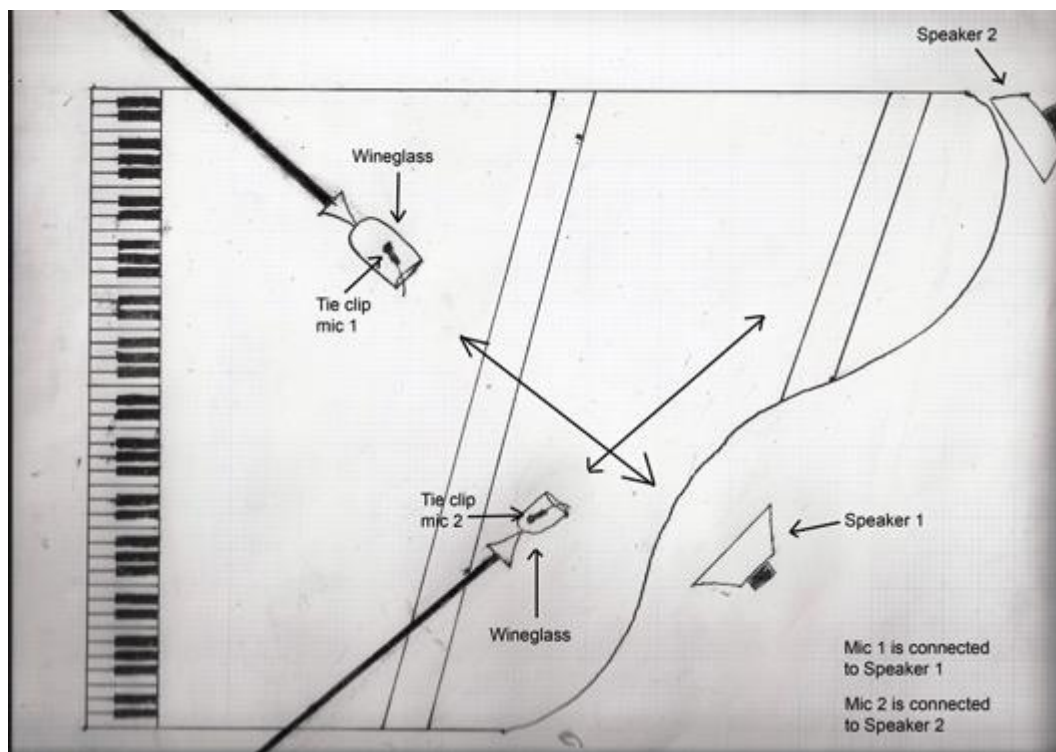 Speaker 2
Wineglass
Tie clip
mic 1
Tie clip
mic 2
Speaker 1
Wineglass
Mic 1 is connected
to Speaker 1
Mic 2 is connected
to Speaker 2